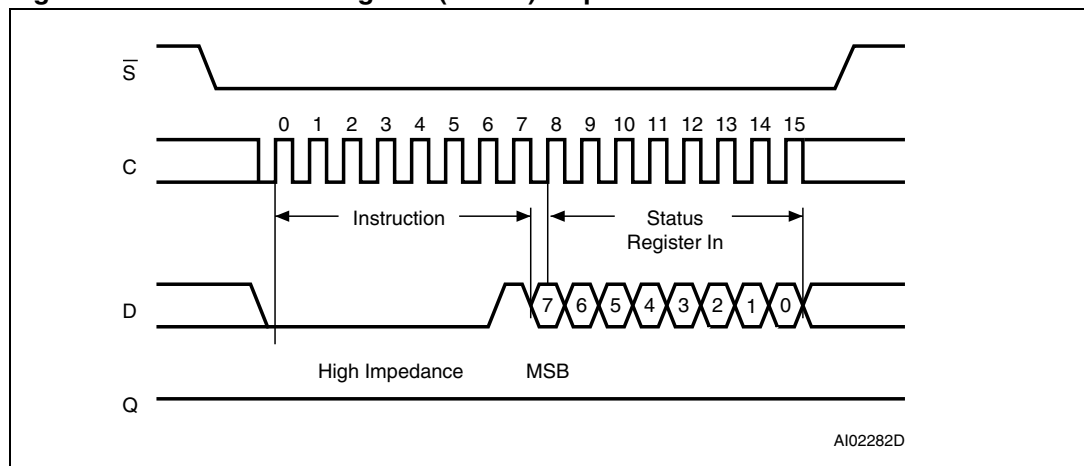 S
0 1 2 3 4 5 6 7 8 9 10 11 12 13 14 15
C
Instruction
Status
Register In
D
7 6 5 4 3 2 1 0
High Impedance
MSB
Q
AI02282D